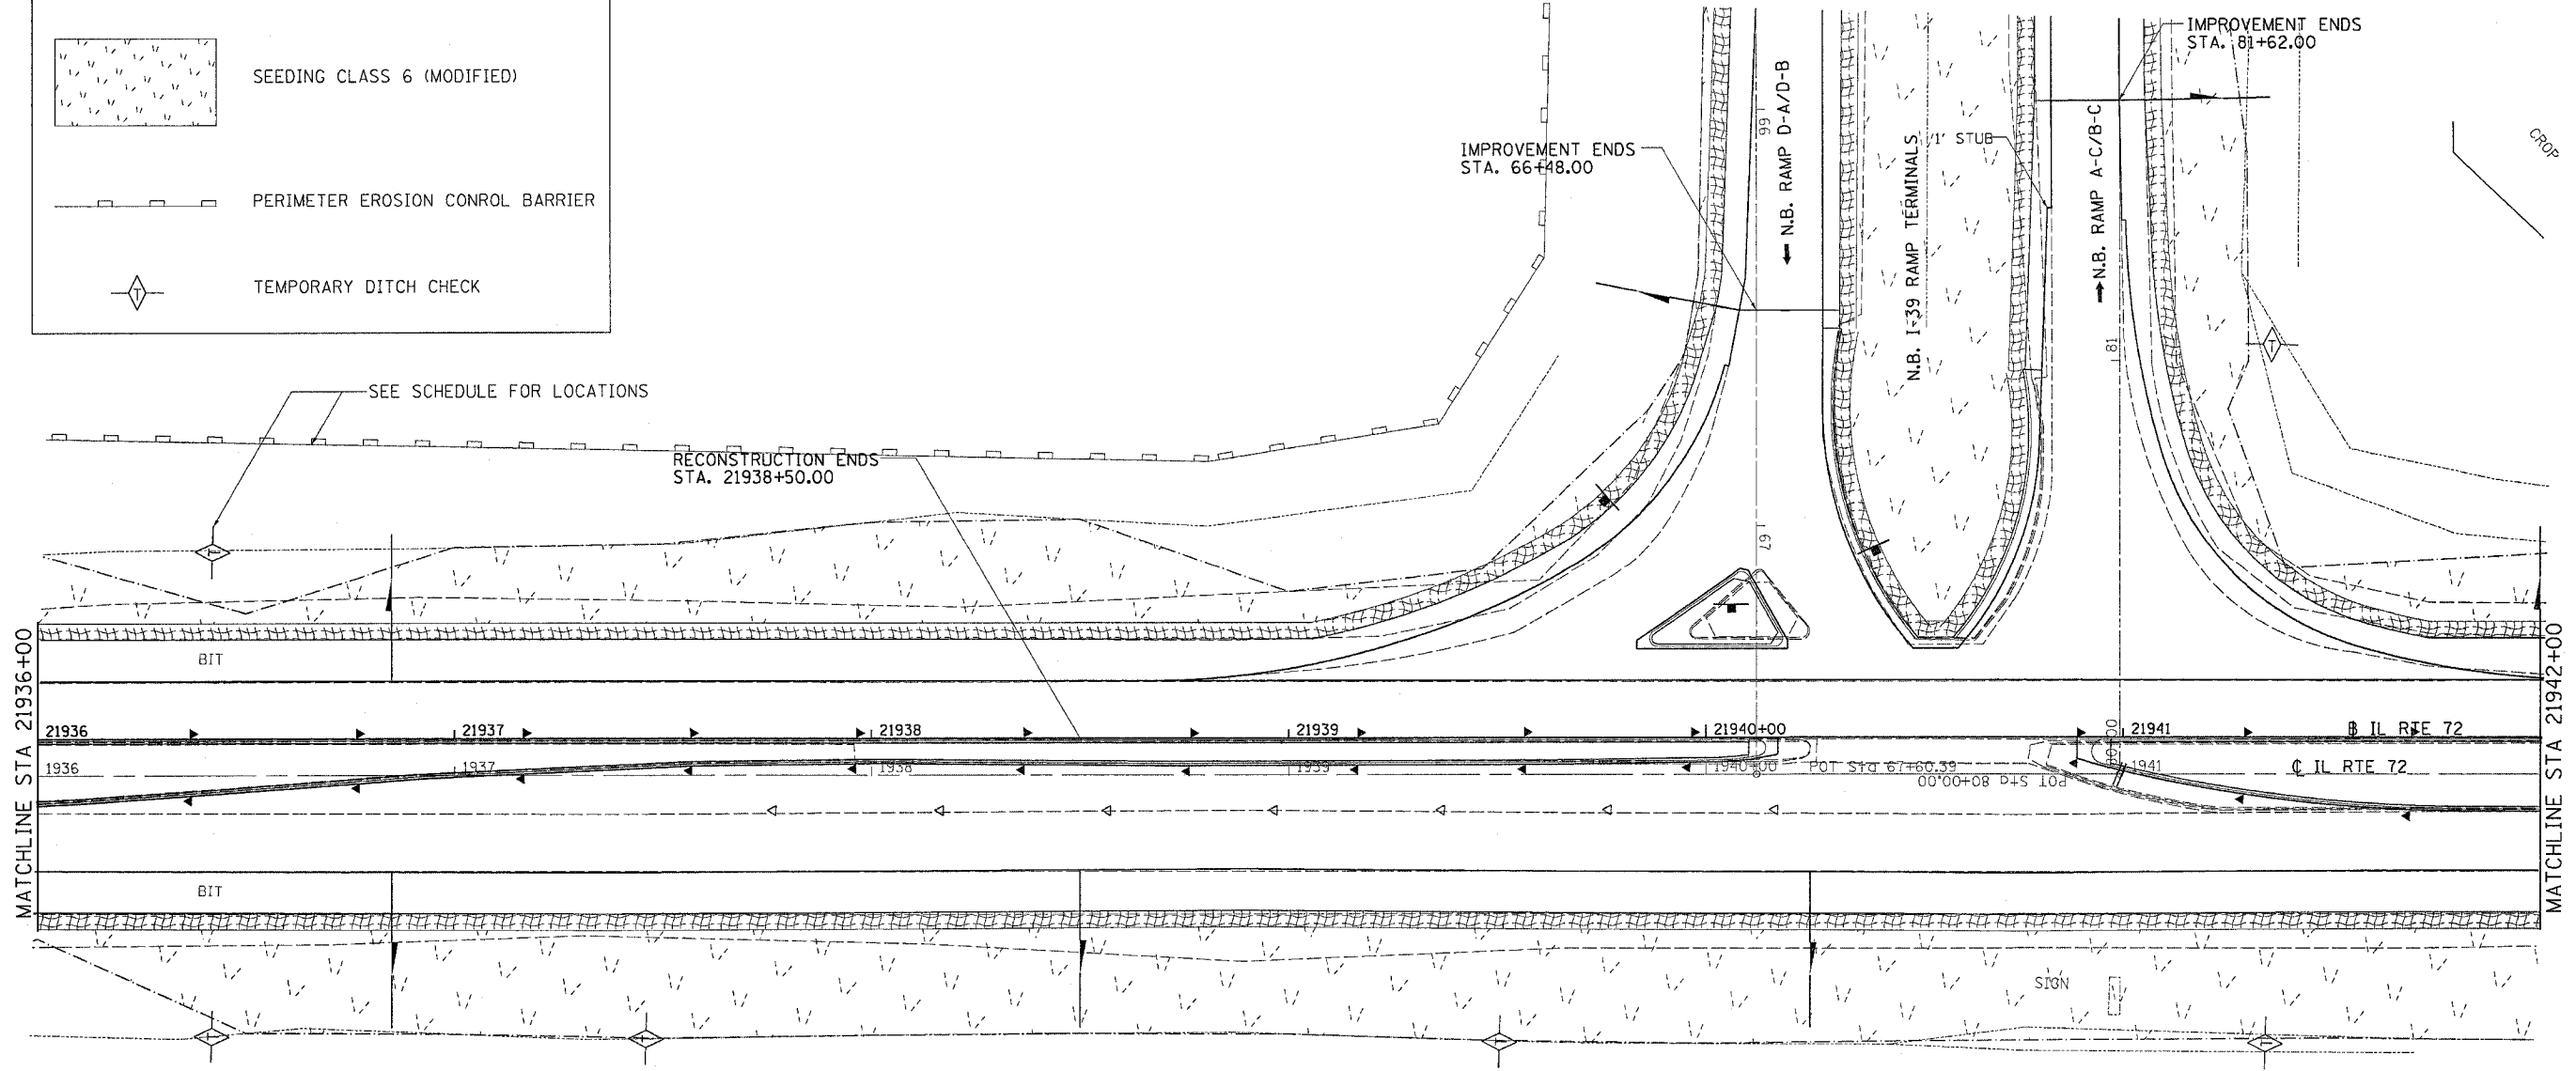 SEEDING CLASS 6 (MODIFIED)
PERIMETER EROSION CONROL BARRIER
TEMPORARY DITCH CHECK
SEE SCHEDULE FOR LOCATIONS
RECONSTRUCTION ENDS
STA. 21938+50.00
IMPROVEMENT ENDS
STA. 66+48.00
66
N.B. RAMP D-A/D-B
N.B. I-39 RAMP TERMINALS
1' STUB
N.B. RAMP A-C/B-C
IMPROVEMENT ENDS
STA. 81+62.00
CROP
81
67
T
T
MATCHLINE STA 21936+00
BIT
21936
21937
21938
21939
21940+00
21941
B IL RTE 72
1936
1937
1938
1939
1940+00
POT Sta 67+60.39
POT Sta 80+00.00
80+00
1941
℄ IL RTE 72
BIT
SIGN
T
T
T
T
MATCHLINE STA 21942+00